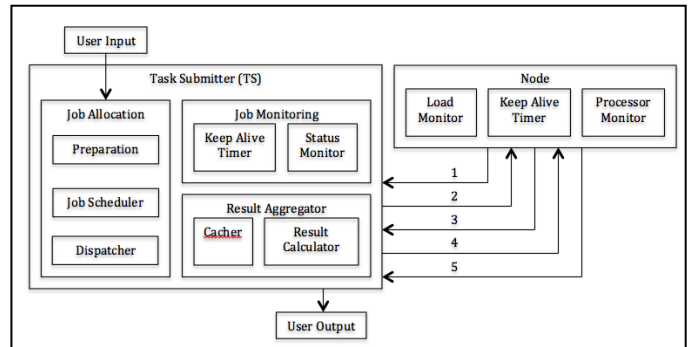 User Input
Task Submitter (TS)
Job Allocation
Preparation
Job Scheduler
Dispatcher
Job Monitoring
Keep Alive
Timer
Status
Monitor
Result Aggregator
Cacher
Result
Calculator
Node
Load
Monitor
Keep Alive
Timer
Processor
Monitor
1
2
3
4
5
User Output